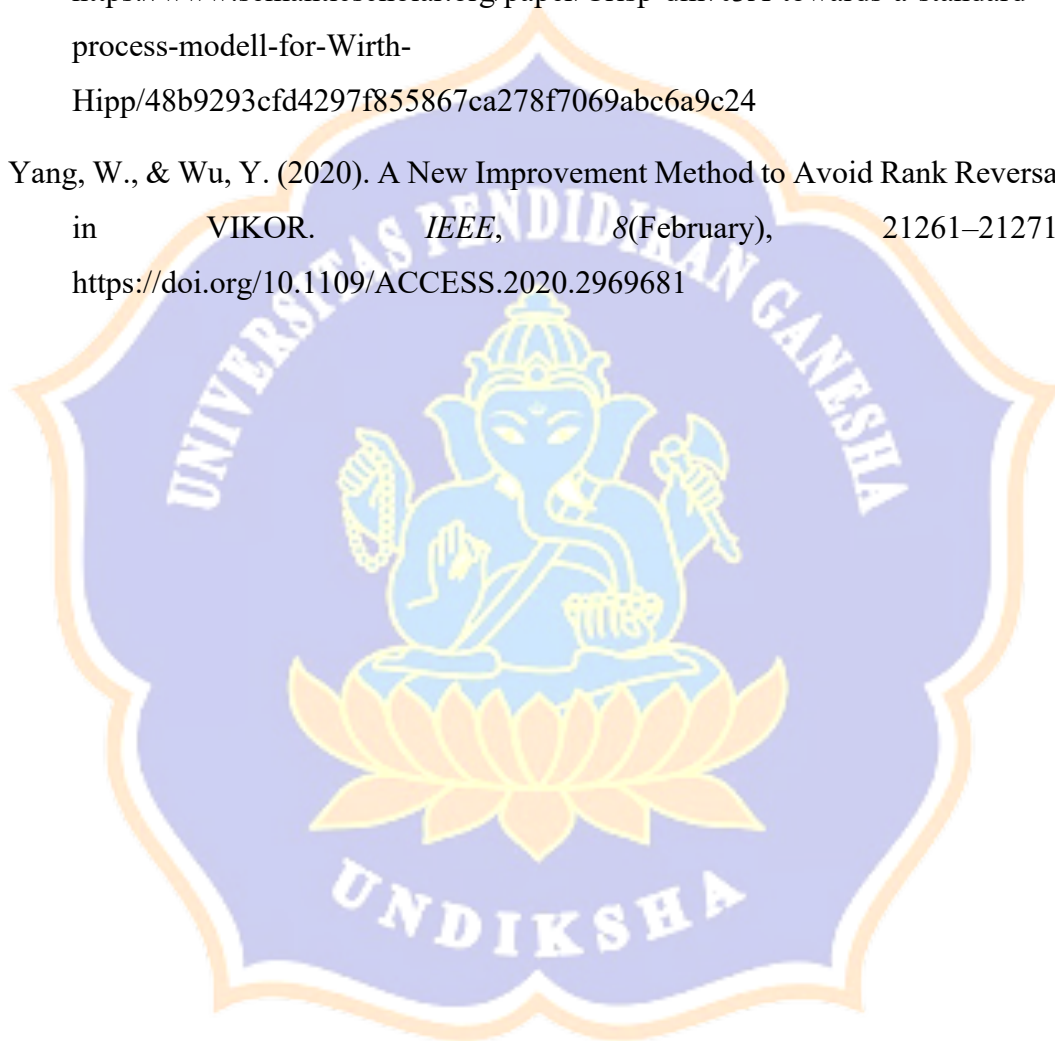 process-modell-for-Wirth-
Hipp/48b9293cfd4297f855867ca278f7069abc6a9c24
Yang, W., & Wu, Y. (2020). A New Improvement Method to Avoid Rank Reversa
in VIKOR. IEEE, 8(February), 21261–21271
https://doi.org/10.1109/ACCESS.2020.2969681
UNIVERSITAS PENDIDIKAN GANESHA
UNDIKSHA